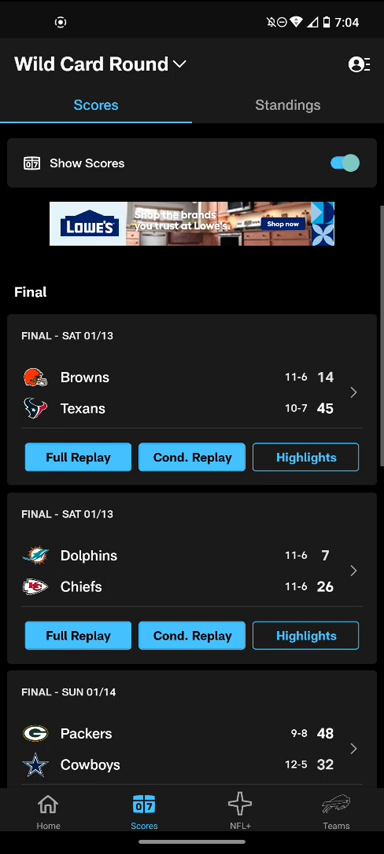 7:04
Wild Card Round
Scores Standings
Show Scores
LOWE'S
Shop the brands
you trust at Lowe's.
Shop now
Final
FINAL - SAT 01/13
Browns 11-6 14
Texans 10-7 45
Full Replay Cond. Replay Highlights
FINAL - SAT 01/13
Dolphins 11-6 7
Chiefs 11-6 26
Full Replay Cond. Replay Highlights
FINAL - SUN 01/14
Packers 9-8 48
Cowboys 12-5 32
Home Scores NFL+ Teams